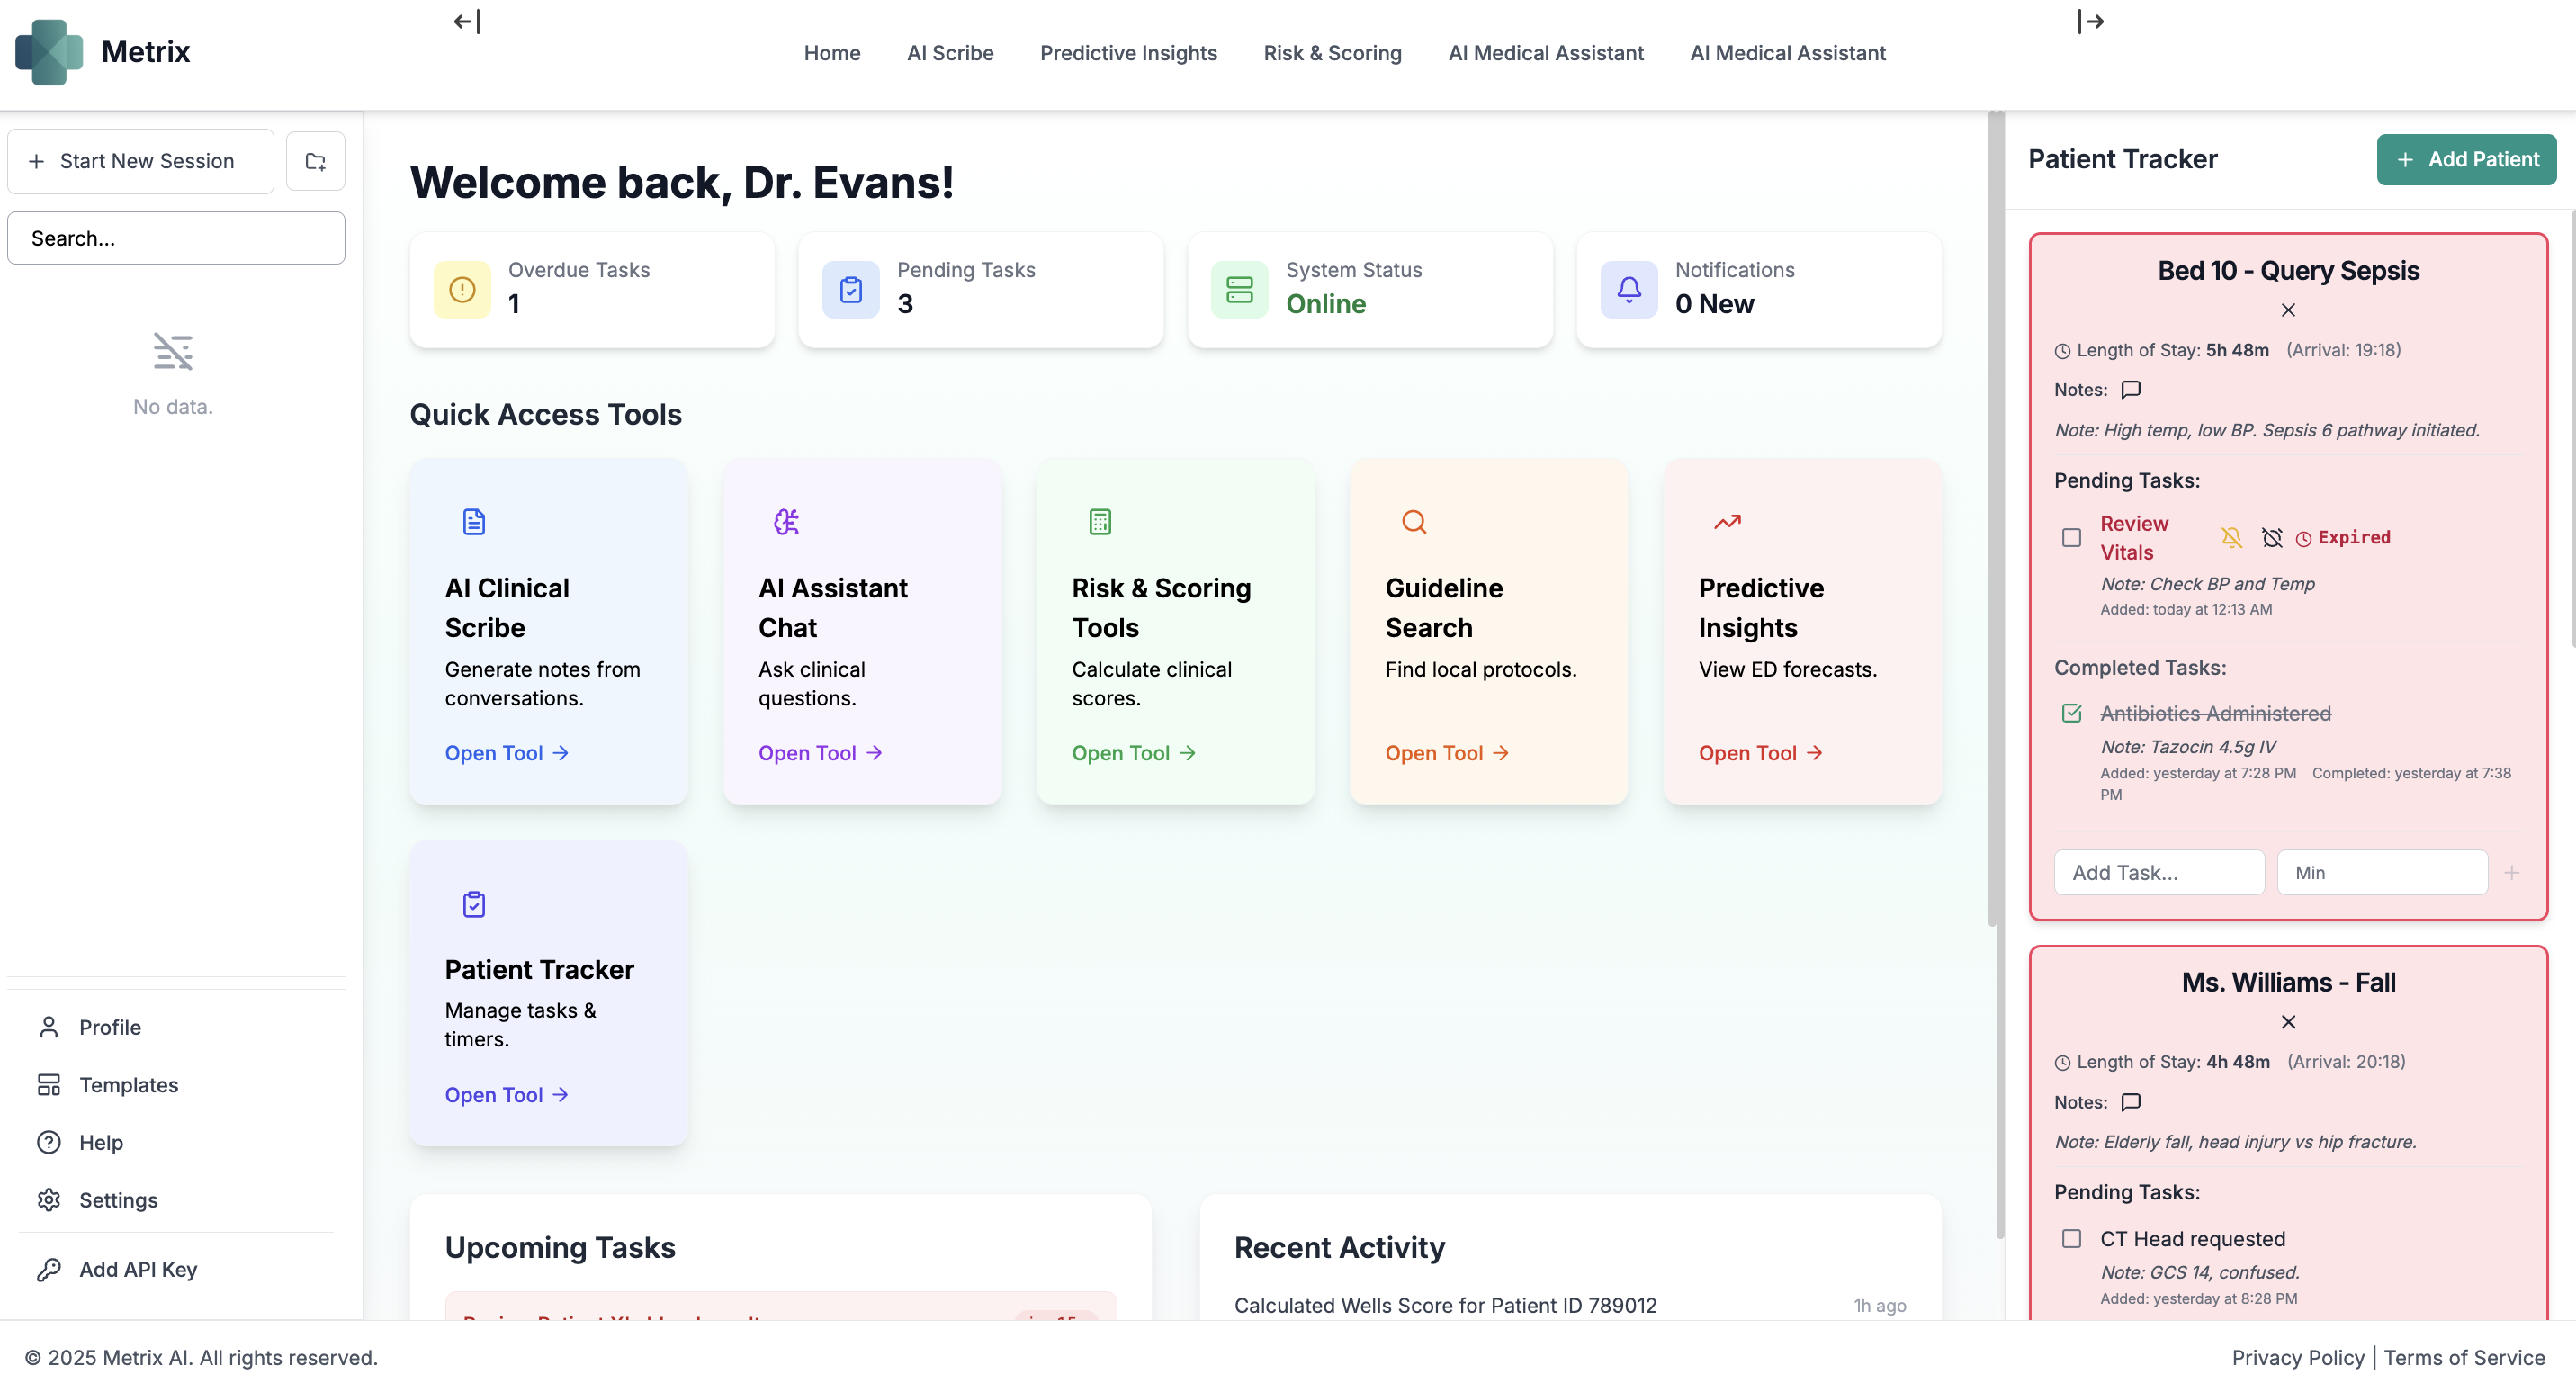 Metrix
Home
AI Scribe
Predictive Insights
Risk & Scoring
AI Medical Assistant
AI Medical Assistant
Start New Session
Search...
No data.
Profile
Templates
Help
Settings
Add API Key
Welcome back, Dr. Evans!
Overdue Tasks
1
Pending Tasks
3
System Status
Online
Notifications
0 New
Quick Access Tools
AI Clinical
Scribe
Generate notes from
conversations.
Open Tool
AI Assistant
Chat
Ask clinical
questions.
Open Tool
Risk & Scoring
Tools
Calculate clinical
scores.
Open Tool
Guideline
Search
Find local protocols.
Open Tool
Predictive
Insights
View ED forecasts.
Open Tool
Patient Tracker
Manage tasks &
timers.
Open Tool
Upcoming Tasks
Recent Activity
Calculated Wells Score for Patient ID 789012
1h ago
Patient Tracker
Add Patient
Bed 10 - Query Sepsis
Length of Stay: 5h 48m (Arrival: 19:18)
Notes:
Note: High temp, low BP. Sepsis 6 pathway initiated.
Pending Tasks:
Review
Vitals
Expired
Note: Check BP and Temp
Added: today at 12:13 AM
Completed Tasks:
Antibiotics Administered
Note: Tazocin 4.5g IV
Added: yesterday at 7:28 PM Completed: yesterday at 7:38
PM
Add Task...
Min
Ms. Williams - Fall
Length of Stay: 4h 48m (Arrival: 20:18)
Notes:
Note: Elderly fall, head injury vs hip fracture.
Pending Tasks:
CT Head requested
Note: GCS 14, confused.
Added: yesterday at 8:28 PM
© 2025 Metrix AI. All rights reserved.
Privacy Policy | Terms of Service